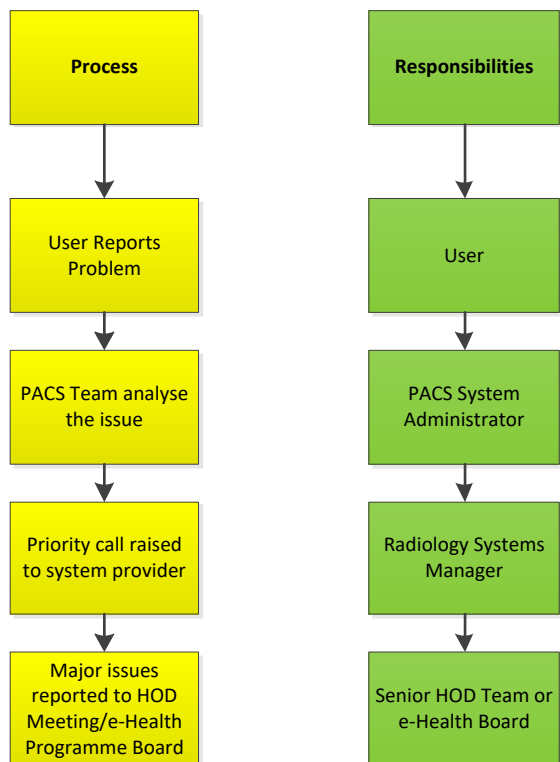 Process
Responsibilities
User Reports
Problem
User
PACS Team analyse
the issue
PACS System
Administrator
Priority call raised
to system provider
Radiology Systems
Manager
Major issues
reported to HOD
Meeting/e-Health
Programme Board
Senior HOD Team or
e-Health Board